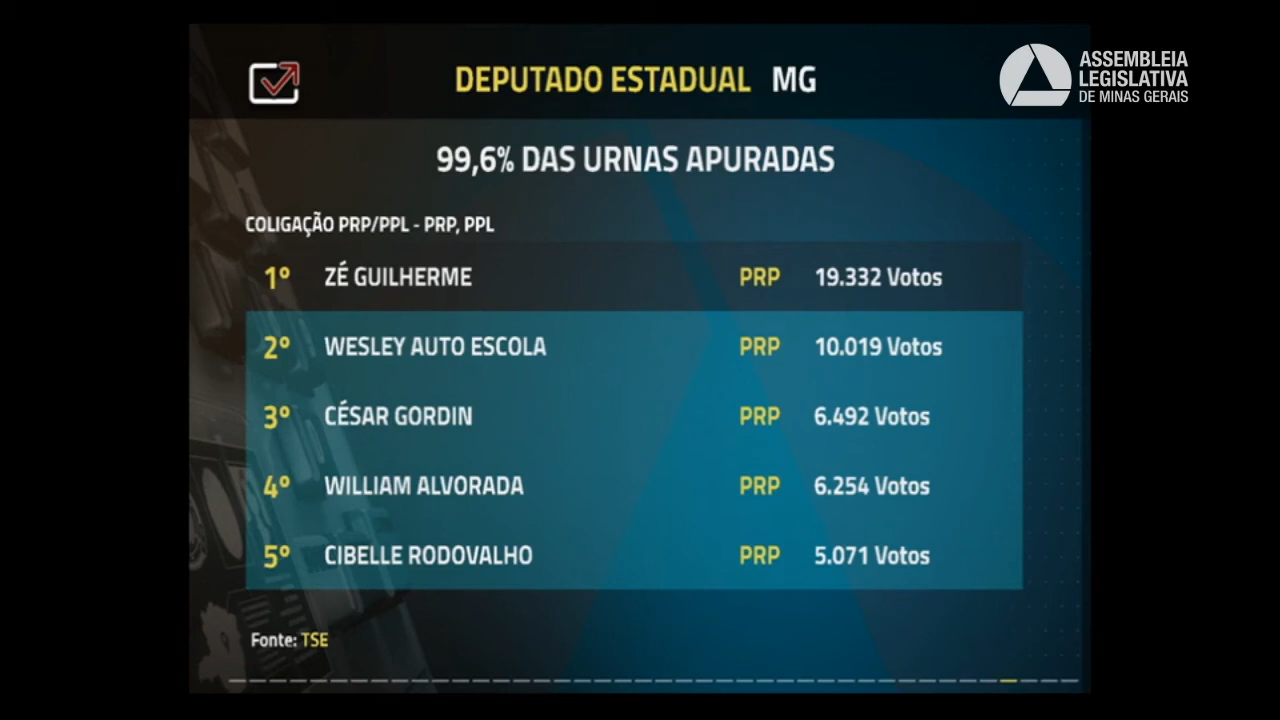 DEPUTADO ESTADUAL MG
ASSEMBLEIA
LEGISLATIVA
DE MINAS GERAIS
99,6% DAS URNAS APURADAS
COLIGAÇÃO PRP/PPL - PRP, PPL
1º ZÉ GUILHERME PRP 19.332 Votos
2º WESLEY AUTO ESCOLA PRP 10.019 Votos
3º CÉSAR GORDIN PRP 6.492 Votos
4º WILLIAM ALVORADA PRP 6.254 Votos
5º CIBELLE RODOVALHO PRP 5.071 Votos
Fonte: TSE